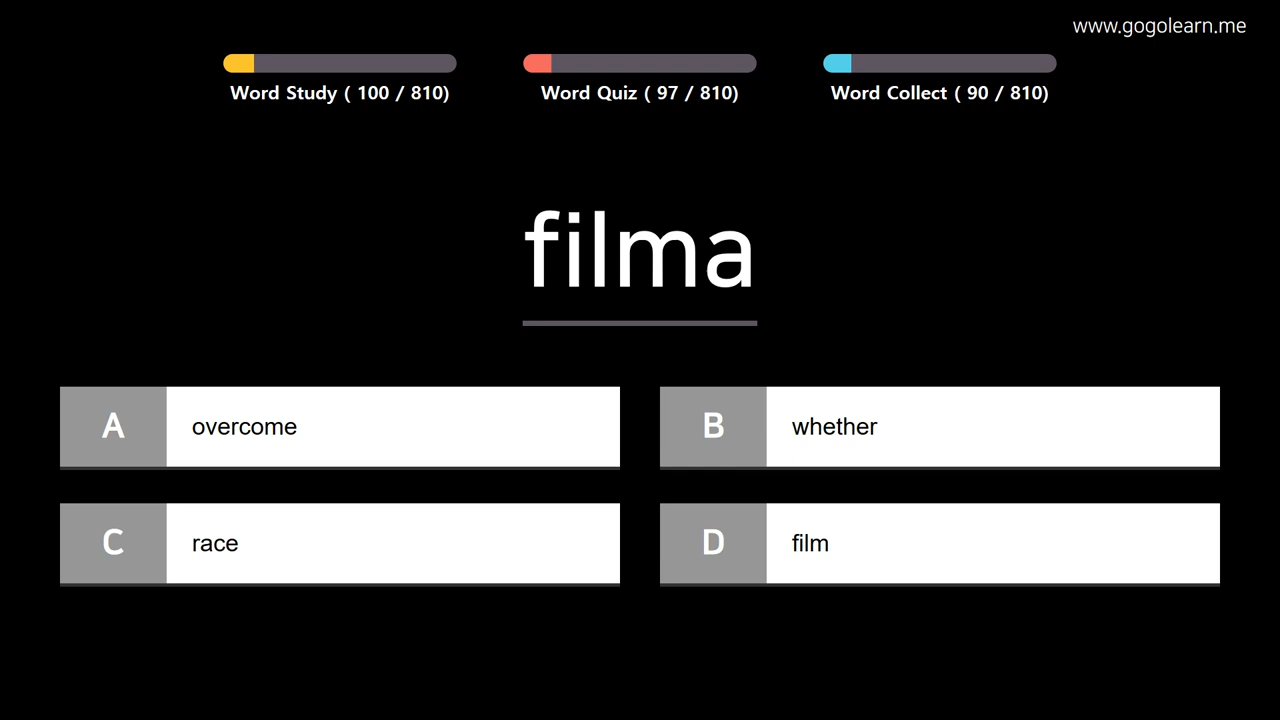 www.gogolearn.me
Word Study ( 100 / 810)
Word Quiz ( 97 / 810)
Word Collect ( 90 / 810)
filma
A overcome
B whether
C race
D film